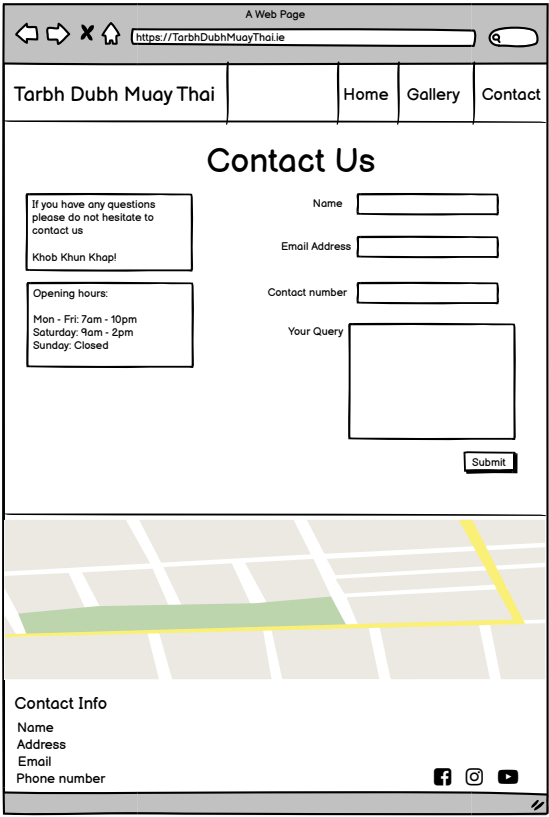 A Web Page
https://TarbhDubhMuayThai.ie
Tarbh Dubh Muay Thai
Home
Gallery
Contact
Contact Us
If you have any questions
please do not hesitate to
contact us
Khob Khun Khap!
Opening hours:
Mon - Fri: 7am - 10pm
Saturday: 9am - 2pm
Sunday: Closed
Name
Email Address
Contact number
Your Query
Submit
Contact Info
Name
Address
Email
Phone number